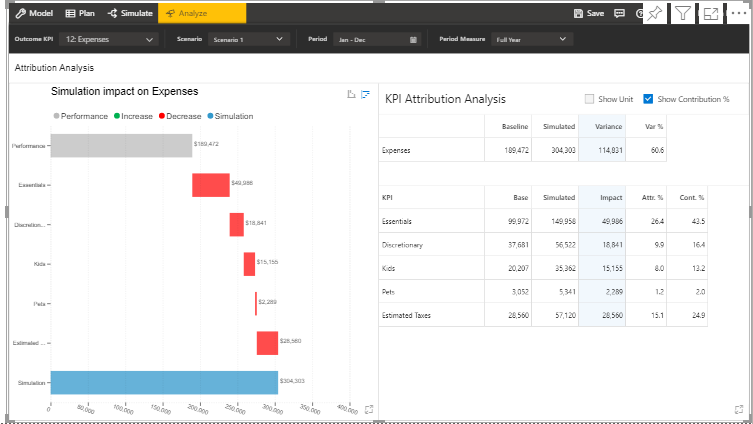 Model Plan Simulate Analyze Save
Outcome KPI 12: Expenses Scenario Scenario 1 Period Jan - Dec Period Measure Full Year
Attribution Analysis
Simulation impact on Expenses
Performance Increase Decrease Simulation
Performance $189,472
Essentials $49,986
Discretion... $18,841
Kids $15,155
Pets $2,289
Estimated ... $28,560
Simulation $304,303
0 50,000 100,000 150,000 200,000 250,000 300,000 350,000 400,000
KPI Attribution Analysis Show Unit Show Contribution %
Baseline Simulated Variance Var %
Expenses 189,472 304,303 114,831 60.6
KPI Base Simulated Impact Attr. % Cont. %
Essentials 99,972 149,958 49,986 26.4 43.5
Discretionary 37,681 56,522 18,841 9.9 16.4
Kids 20,207 35,362 15,155 8.0 13.2
Pets 3,052 5,341 2,289 1.2 2.0
Estimated Taxes 28,560 57,120 28,560 15.1 24.9